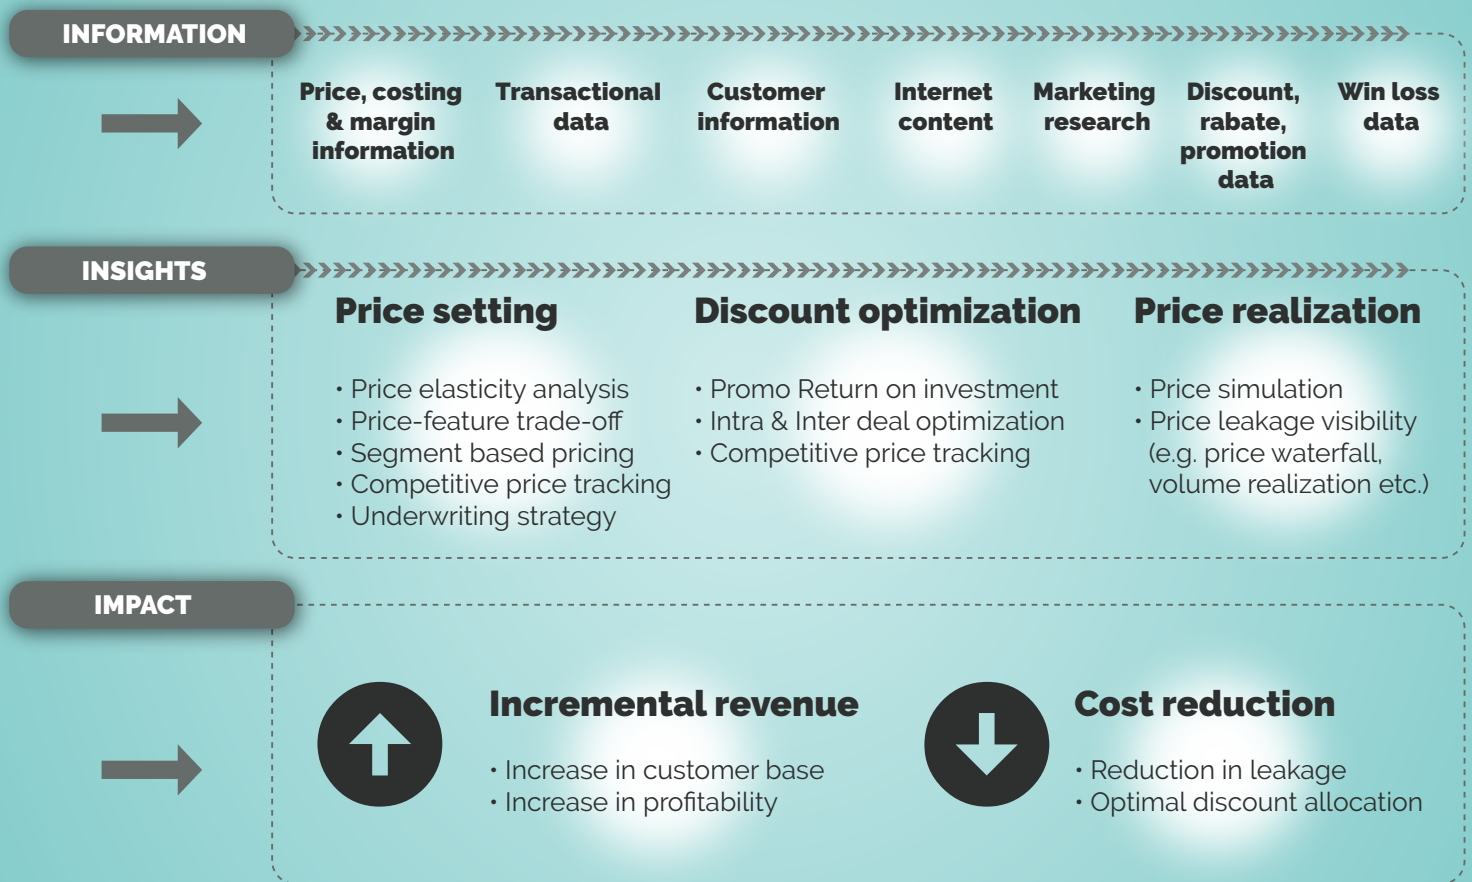 INFORMATION
Price, costing
& margin
information
Transactional
data
Customer
information
Internet
content
Marketing
research
Discount,
rabate,
promotion
data
Win loss
data
INSIGHTS
Price setting
• Price elasticity analysis
• Price-feature trade-off
• Segment based pricing
• Competitive price tracking
• Underwriting strategy
Discount optimization
• Promo Return on investment
• Intra & Inter deal optimization
• Competitive price tracking
Price realization
• Price simulation
• Price leakage visibility
(e.g. price waterfall,
volume realization etc.)
IMPACT
Incremental revenue
• Increase in customer base
• Increase in profitability
Cost reduction
• Reduction in leakage
• Optimal discount allocation